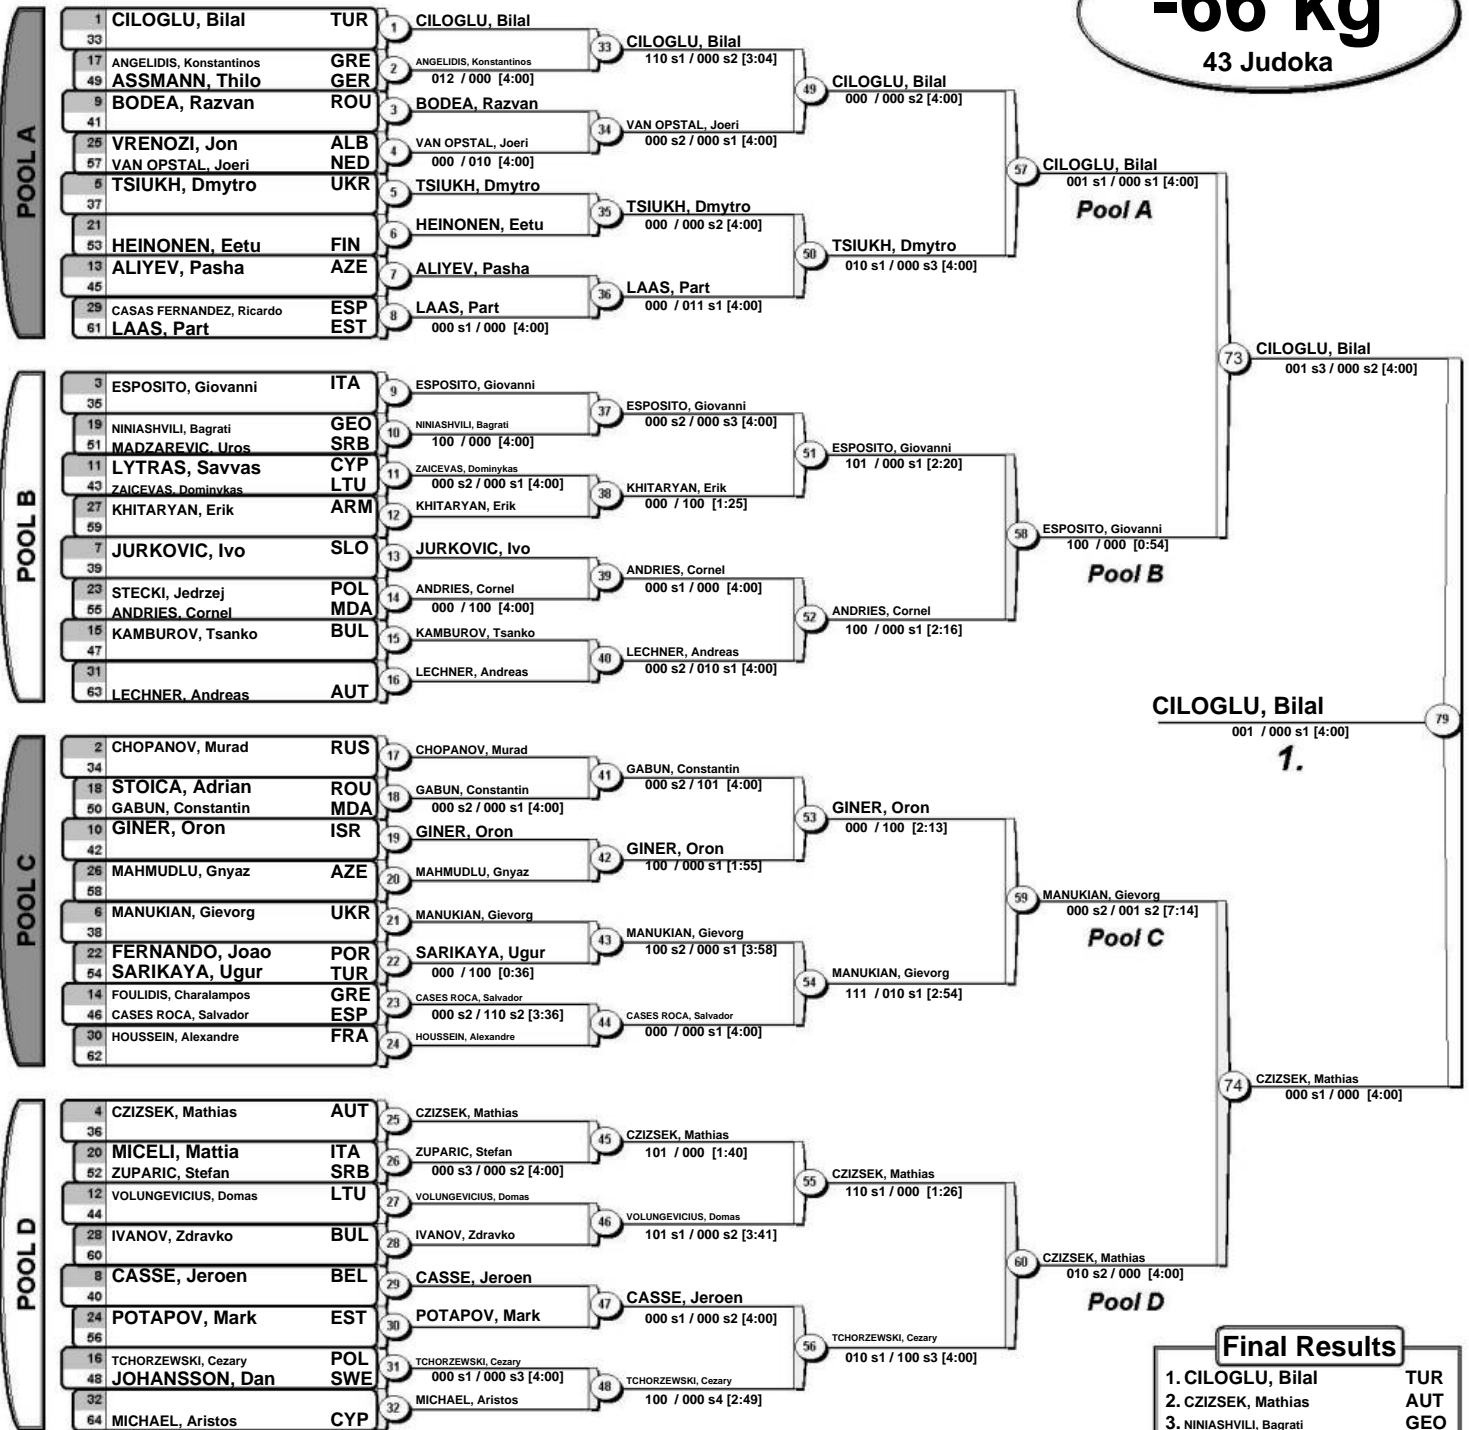 -66 kg
43 Judoka
POOL A
1 CILOGLU, Bilal TUR
33
17 ANGELIDIS, Konstantinos GRE
49 ASSMANN, Thilo GER
9 BODEA, Razvan ROU
41
25 VRENOZI, Jon ALB
57 VAN OPSTAL, Joeri NED
5 TSIUKH, Dmytro UKR
37
21
53 HEINONEN, Eetu FIN
13 ALIYEV, Pasha AZE
45
29 CASAS FERNANDEZ, Ricardo ESP
61 LAAS, Part EST
1 CILOGLU, Bilal
2 ANGELIDIS, Konstantinos
012 / 000 [4:00]
3 BODEA, Razvan
4 VAN OPSTAL, Joeri
000 / 010 [4:00]
5 TSIUKH, Dmytro
6 HEINONEN, Eetu
7 ALIYEV, Pasha
8 LAAS, Part
000 s1 / 000 [4:00]
33 CILOGLU, Bilal
110 s1 / 000 s2 [3:04]
34 VAN OPSTAL, Joeri
000 s2 / 000 s1 [4:00]
35 TSIUKH, Dmytro
000 / 000 s2 [4:00]
36 LAAS, Part
000 / 011 s1 [4:00]
49 CILOGLU, Bilal
000 / 000 s2 [4:00]
50 TSIUKH, Dmytro
010 s1 / 000 s3 [4:00]
57 CILOGLU, Bilal
001 s1 / 000 s1 [4:00]
Pool A
POOL B
3 ESPOSITO, Giovanni ITA
35
19 NINIASHVILI, Bagrati GEO
51 MADZAREVIC, Uros SRB
11 LYTRAS, Savvas CYP
43 ZAICEVAS, Dominykas LTU
27 KHITARYAN, Erik ARM
59
7 JURKOVIC, Ivo SLO
39
23 STECKI, Jedrzej POL
55 ANDRIES, Cornel MDA
15 KAMBUROV, Tsanko BUL
47
31
63 LECHNER, Andreas AUT
9 ESPOSITO, Giovanni
10 NINIASHVILI, Bagrati
100 / 000 [4:00]
11 ZAICEVAS, Dominykas
000 s2 / 000 s1 [4:00]
12 KHITARYAN, Erik
13 JURKOVIC, Ivo
14 ANDRIES, Cornel
000 / 100 [4:00]
15 KAMBUROV, Tsanko
16 LECHNER, Andreas
37 ESPOSITO, Giovanni
000 s2 / 000 s3 [4:00]
38 KHITARYAN, Erik
000 / 100 [1:25]
39 ANDRIES, Cornel
000 s1 / 000 [4:00]
40 LECHNER, Andreas
000 s2 / 010 s1 [4:00]
51 ESPOSITO, Giovanni
101 / 000 s1 [2:20]
52 ANDRIES, Cornel
100 / 000 s1 [2:16]
58 ESPOSITO, Giovanni
100 / 000 [0:54]
Pool B
73 CILOGLU, Bilal
001 s3 / 000 s2 [4:00]
CILOGLU, Bilal 79
001 / 000 s1 [4:00]
1.
POOL C
2 CHOPANOV, Murad RUS
34
18 STOICA, Adrian ROU
50 GABUN, Constantin MDA
10 GINER, Oron ISR
42
26 MAHMUDLU, Gnyaz AZE
58
6 MANUKIAN, Gievorg UKR
38
22 FERNANDO, Joao POR
54 SARIKAYA, Ugur TUR
14 FOULIDIS, Charalampos GRE
46 CASES ROCA, Salvador ESP
30 HOUSSEIN, Alexandre FRA
62
17 CHOPANOV, Murad
18 GABUN, Constantin
000 s2 / 000 s1 [4:00]
19 GINER, Oron
20 MAHMUDLU, Gnyaz
21 MANUKIAN, Gievorg
22 SARIKAYA, Ugur
000 / 100 [0:36]
23 CASES ROCA, Salvador
000 s2 / 110 s2 [3:36]
24 HOUSSEIN, Alexandre
41 GABUN, Constantin
000 s2 / 101 [4:00]
42 GINER, Oron
100 / 000 s1 [1:55]
43 MANUKIAN, Gievorg
100 s2 / 000 s1 [3:58]
44 CASES ROCA, Salvador
000 / 000 s1 [4:00]
53 GINER, Oron
000 / 100 [2:13]
54 MANUKIAN, Gievorg
111 / 010 s1 [2:54]
59 MANUKIAN, Gievorg
000 s2 / 001 s2 [7:14]
Pool C
POOL D
4 CZIZSEK, Mathias AUT
36
20 MICELI, Mattia ITA
52 ZUPARIC, Stefan SRB
12 VOLUNGEVICIUS, Domas LTU
44
28 IVANOV, Zdravko BUL
60
8 CASSE, Jeroen BEL
40
24 POTAPOV, Mark EST
56
16 TCHORZEWSKI, Cezary POL
48 JOHANSSON, Dan SWE
32
64 MICHAEL, Aristos CYP
25 CZIZSEK, Mathias
26 ZUPARIC, Stefan
000 s3 / 000 s2 [4:00]
27 VOLUNGEVICIUS, Domas
28 IVANOV, Zdravko
29 CASSE, Jeroen
30 POTAPOV, Mark
31 TCHORZEWSKI, Cezary
000 s1 / 000 s3 [4:00]
32 MICHAEL, Aristos
45 CZIZSEK, Mathias
101 / 000 [1:40]
46 VOLUNGEVICIUS, Domas
101 s1 / 000 s2 [3:41]
47 CASSE, Jeroen
000 s1 / 000 s2 [4:00]
48 TCHORZEWSKI, Cezary
100 / 000 s4 [2:49]
55 CZIZSEK, Mathias
110 s1 / 000 [1:26]
56 TCHORZEWSKI, Cezary
010 s1 / 100 s3 [4:00]
60 CZIZSEK, Mathias
010 s2 / 000 [4:00]
Pool D
74 CZIZSEK, Mathias
000 s1 / 000 [4:00]
Final Results
1. CILOGLU, Bilal TUR
2. CZIZSEK, Mathias AUT
3. NINIASHVILI, Bagrati GEO